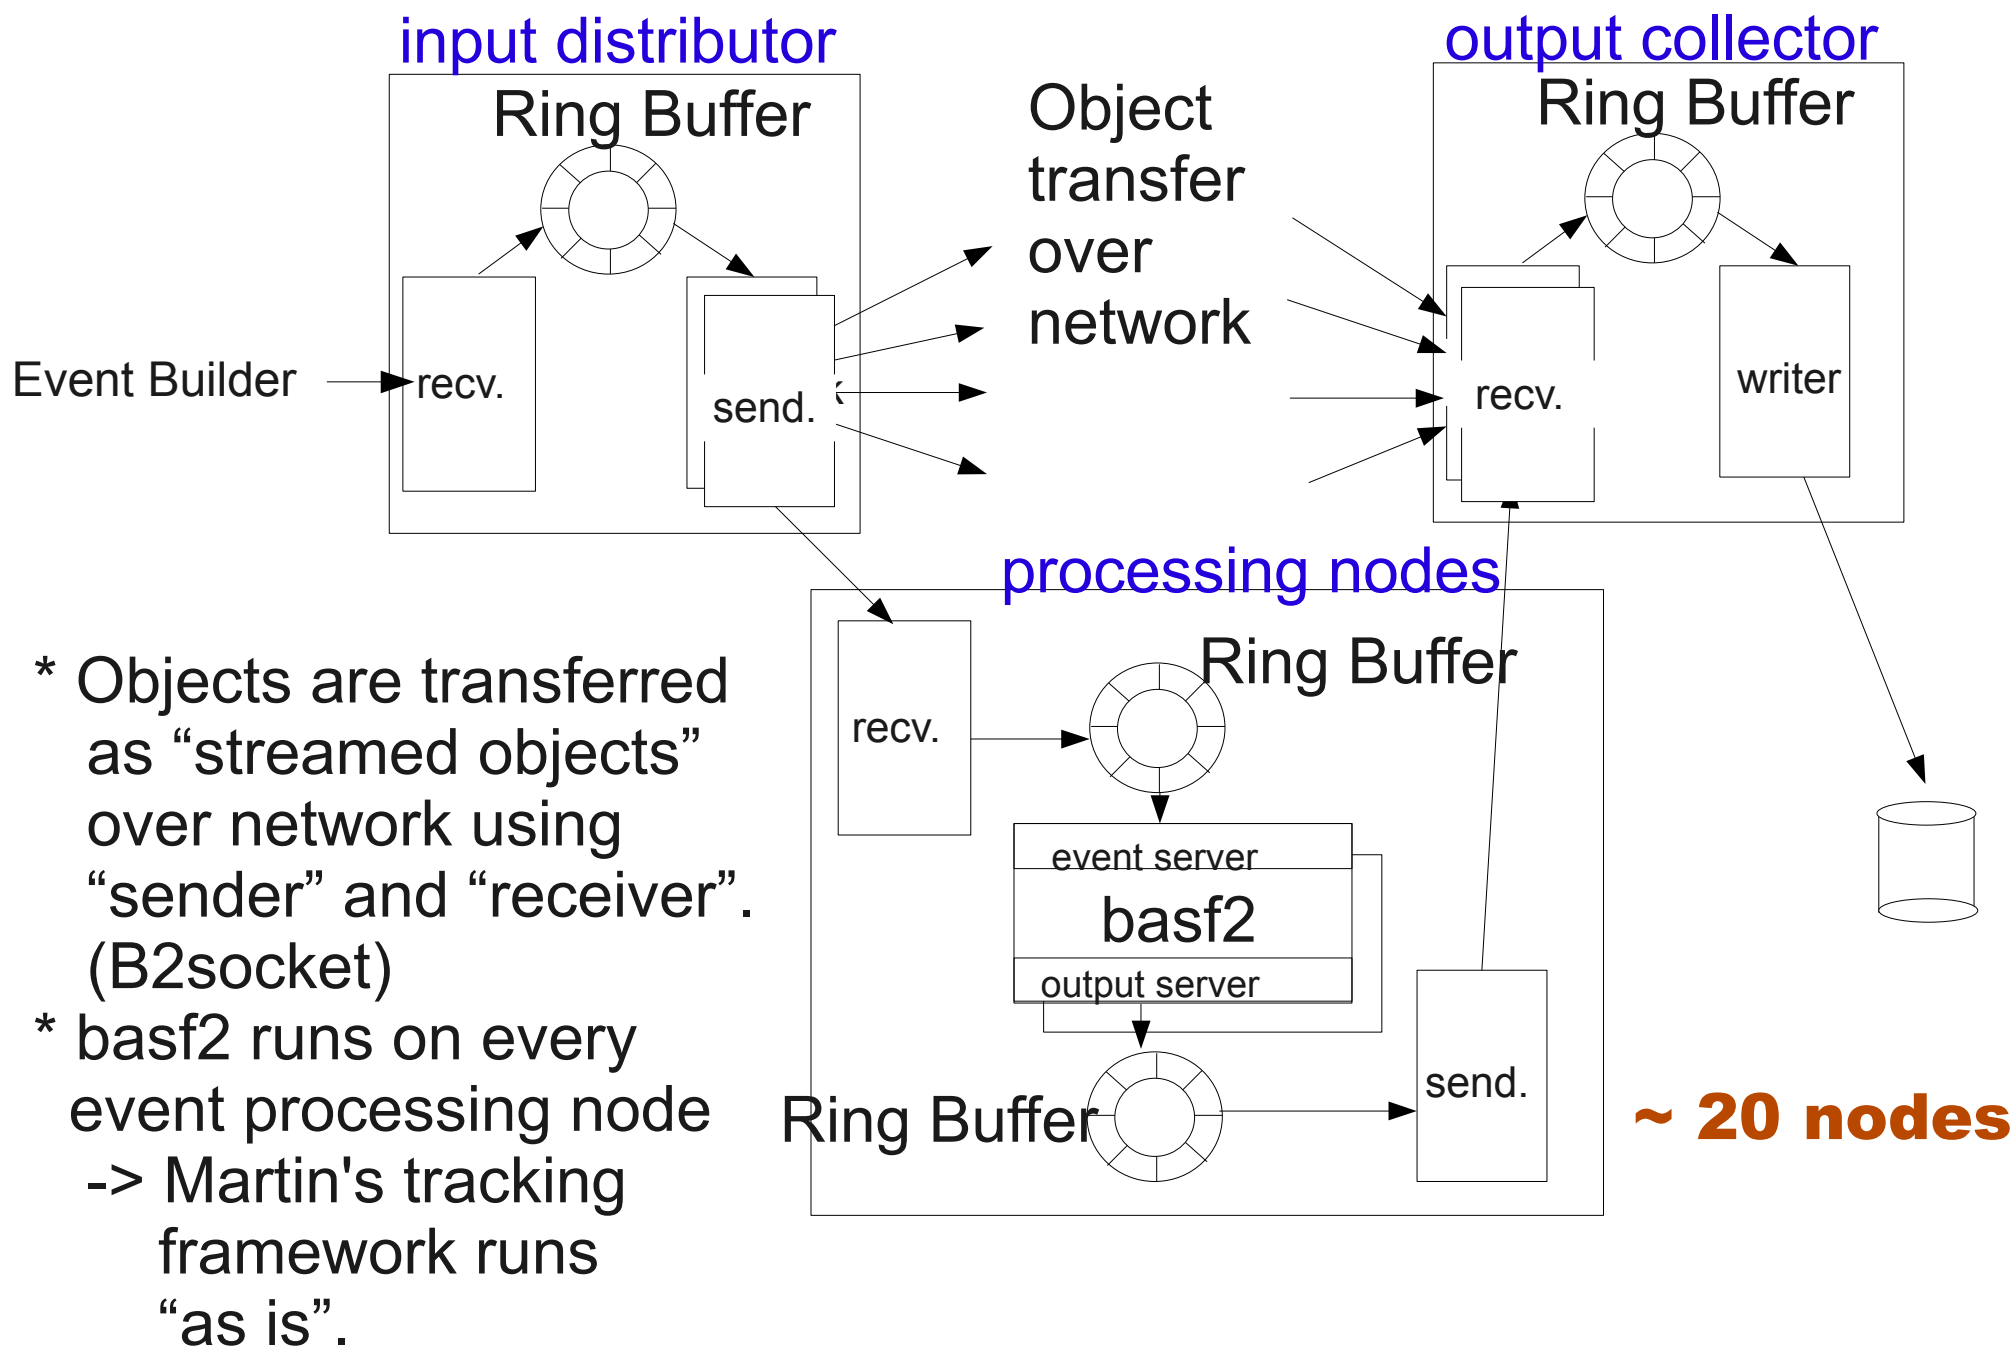 input distributor
output collector
Ring Buffer
Object
transfer
over
network
Ring Buffer
Event Builder
recv.
send.
recv.
writer
processing nodes
Ring Buffer
recv.
event server
basf2
output server
Ring Buffer
send.
~ 20 nodes
* Objects are transferred
as “streamed objects”
over network using
“sender” and “receiver”.
(B2socket)
* basf2 runs on every
event processing node
-> Martin's tracking
framework runs
“as is”.